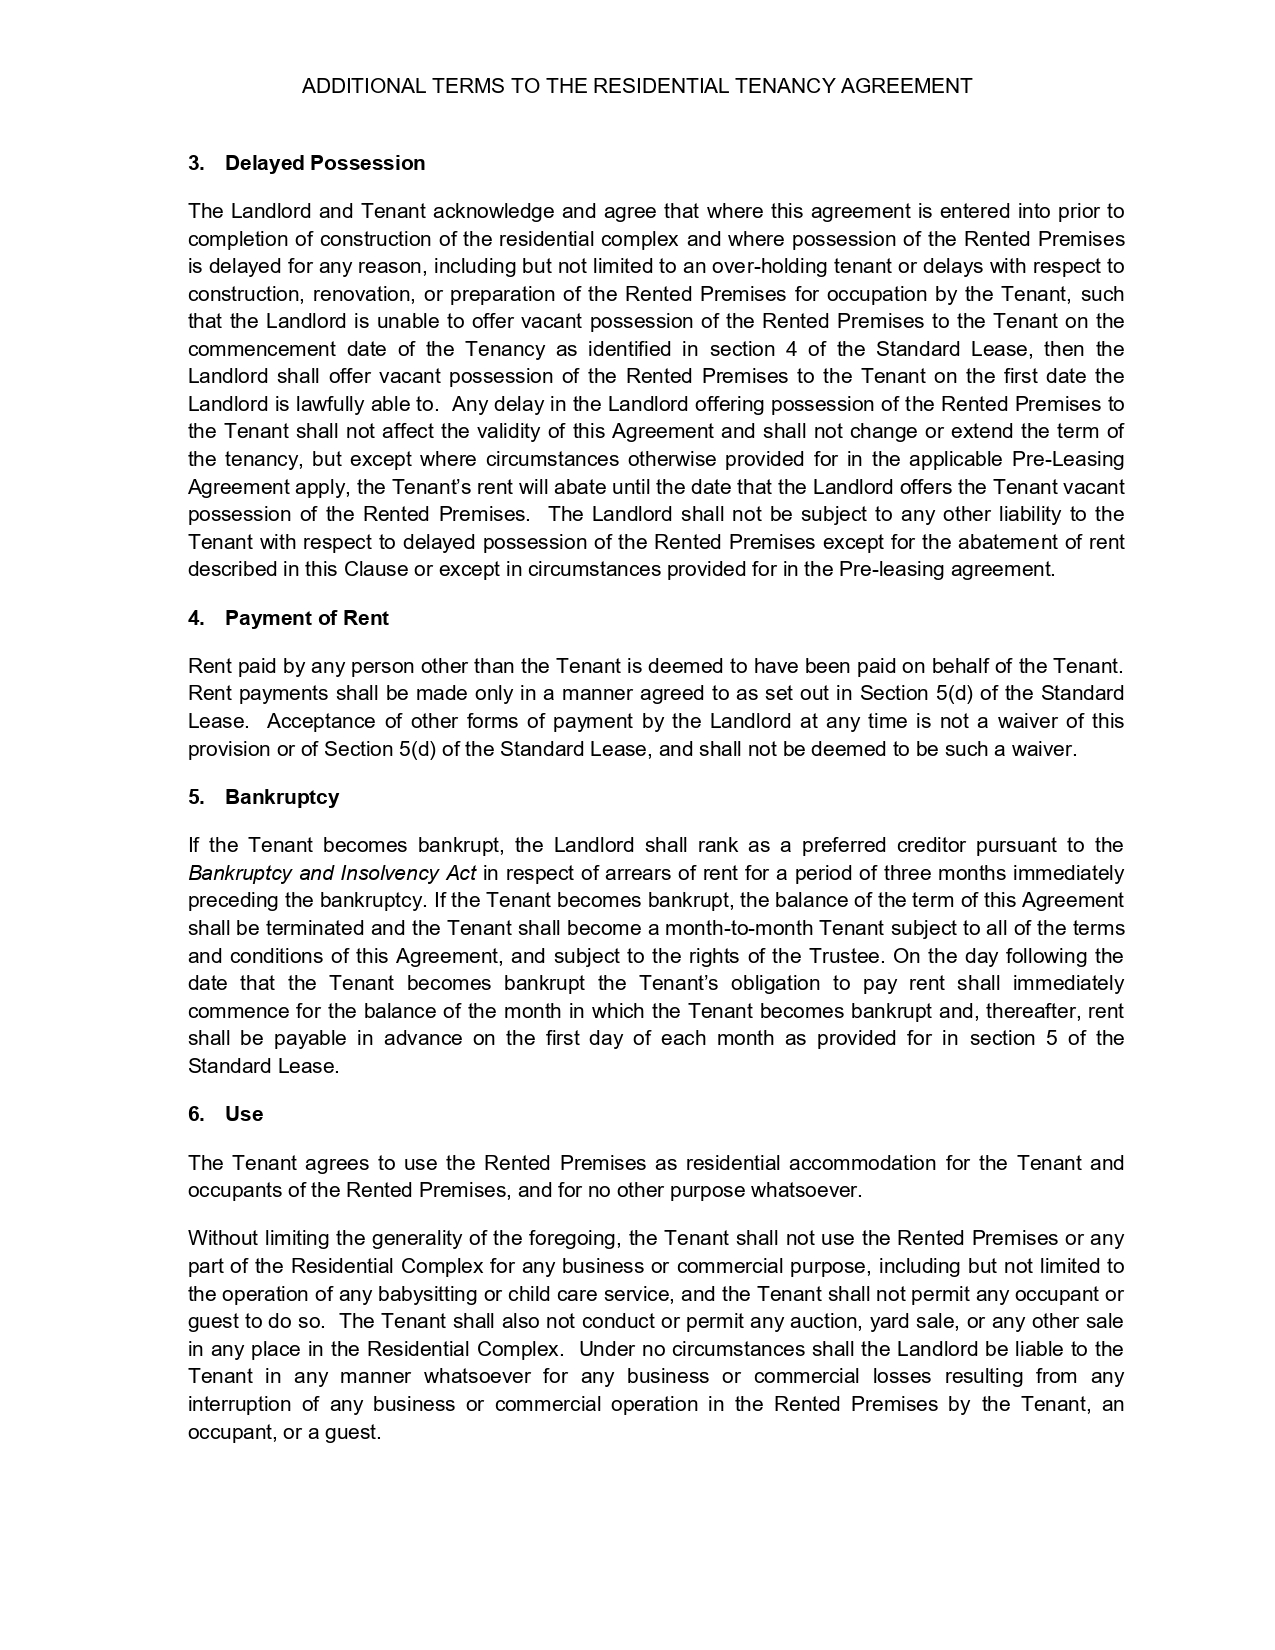 ADDITIONAL TERMS TO THE RESIDENTIAL TENANCY AGREEMENT
3. Delayed Possession
The Landlord and Tenant acknowledge and agree that where this agreement is entered into prior to
completion of construction of the residential complex and where possession of the Rented Premises
is delayed for any reason, including but not limited to an over-holding tenant or delays with respect to
construction, renovation, or preparation of the Rented Premises for occupation by the Tenant, such
that the Landlord is unable to offer vacant possession of the Rented Premises to the Tenant on the
commencement date of the Tenancy as identified in section 4 of the Standard Lease, then the
Landlord shall offer vacant possession of the Rented Premises to the Tenant on the first date the
Landlord is lawfully able to.  Any delay in the Landlord offering possession of the Rented Premises to
the Tenant shall not affect the validity of this Agreement and shall not change or extend the term of
the tenancy, but except where circumstances otherwise provided for in the applicable Pre-Leasing
Agreement apply, the Tenant’s rent will abate until the date that the Landlord offers the Tenant vacant
possession of the Rented Premises.  The Landlord shall not be subject to any other liability to the
Tenant with respect to delayed possession of the Rented Premises except for the abatement of rent
described in this Clause or except in circumstances provided for in the Pre-leasing agreement.
4. Payment of Rent
Rent paid by any person other than the Tenant is deemed to have been paid on behalf of the Tenant.
Rent payments shall be made only in a manner agreed to as set out in Section 5(d) of the Standard
Lease.  Acceptance of other forms of payment by the Landlord at any time is not a waiver of this
provision or of Section 5(d) of the Standard Lease, and shall not be deemed to be such a waiver.
5. Bankruptcy
If the Tenant becomes bankrupt, the Landlord shall rank as a preferred creditor pursuant to the
Bankruptcy and Insolvency Act in respect of arrears of rent for a period of three months immediately
preceding the bankruptcy. If the Tenant becomes bankrupt, the balance of the term of this Agreement
shall be terminated and the Tenant shall become a month-to-month Tenant subject to all of the terms
and conditions of this Agreement, and subject to the rights of the Trustee. On the day following the
date that the Tenant becomes bankrupt the Tenant’s obligation to pay rent shall immediately
commence for the balance of the month in which the Tenant becomes bankrupt and, thereafter, rent
shall be payable in advance on the first day of each month as provided for in section 5 of the
Standard Lease.
6. Use
The Tenant agrees to use the Rented Premises as residential accommodation for the Tenant and
occupants of the Rented Premises, and for no other purpose whatsoever.
Without limiting the generality of the foregoing, the Tenant shall not use the Rented Premises or any
part of the Residential Complex for any business or commercial purpose, including but not limited to
the operation of any babysitting or child care service, and the Tenant shall not permit any occupant or
guest to do so.  The Tenant shall also not conduct or permit any auction, yard sale, or any other sale
in any place in the Residential Complex.  Under no circumstances shall the Landlord be liable to the
Tenant in any manner whatsoever for any business or commercial losses resulting from any
interruption of any business or commercial operation in the Rented Premises by the Tenant, an
occupant, or a guest.